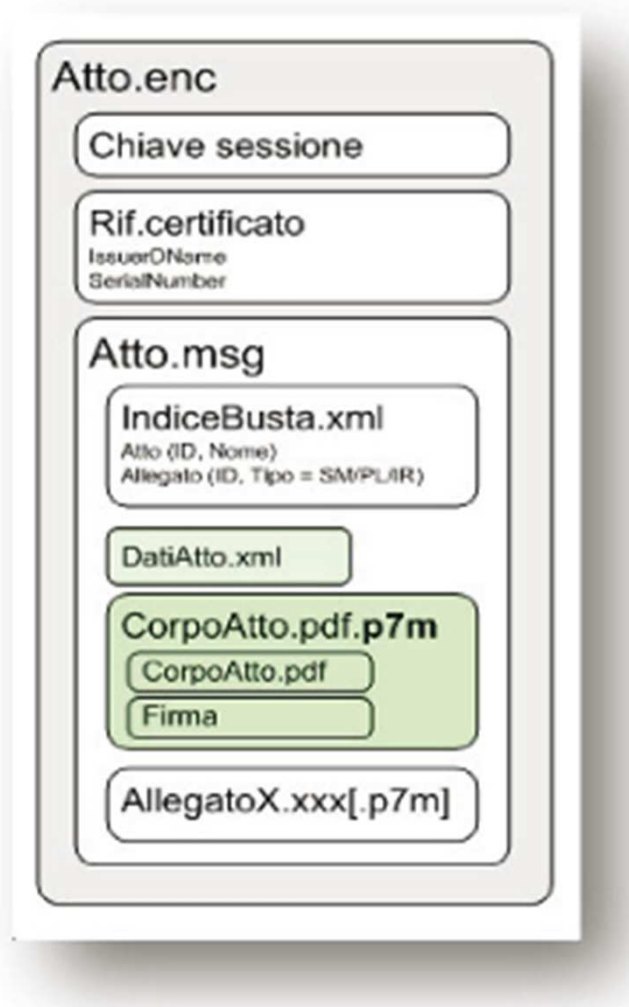 Atto.enc
Chiave sessione
Rif.certificato
IssuerDName
SerialNumber
Atto.msg
IndiceBusta.xml
Atto (ID, Nome)
Allegato (ID, Tipo = SM/PL/IR)
DatiAtto.xml
CorpoAtto.pdf.p7m
CorpoAtto.pdf
Firma
AllegatoX.xxx[.p7m]